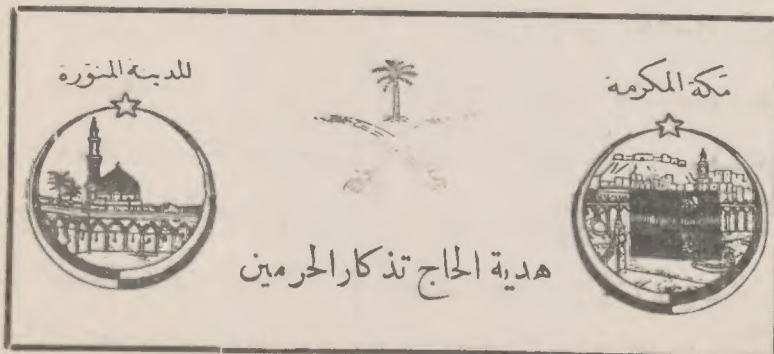 مكة المكرمة
للدينة المنورة
هدية الحاج تذكار الحرمين